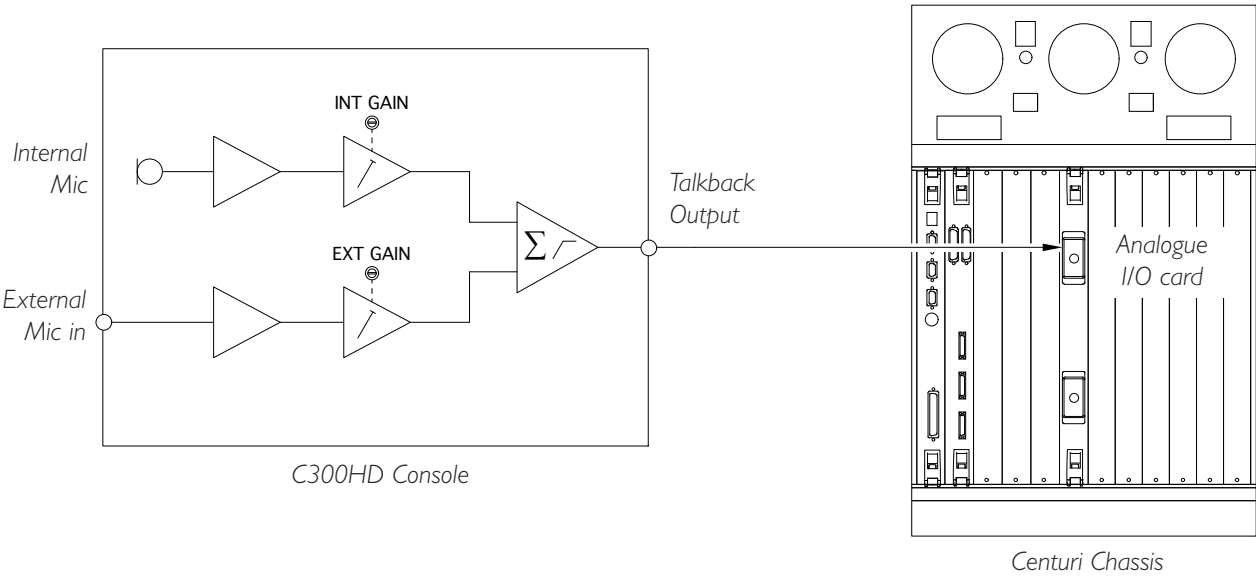 INT GAIN
Internal
Mic
Talkback
Output
EXT GAIN
Σ
Analogue
I/O card
External
Mic in
C300HD Console
Centuri Chassis